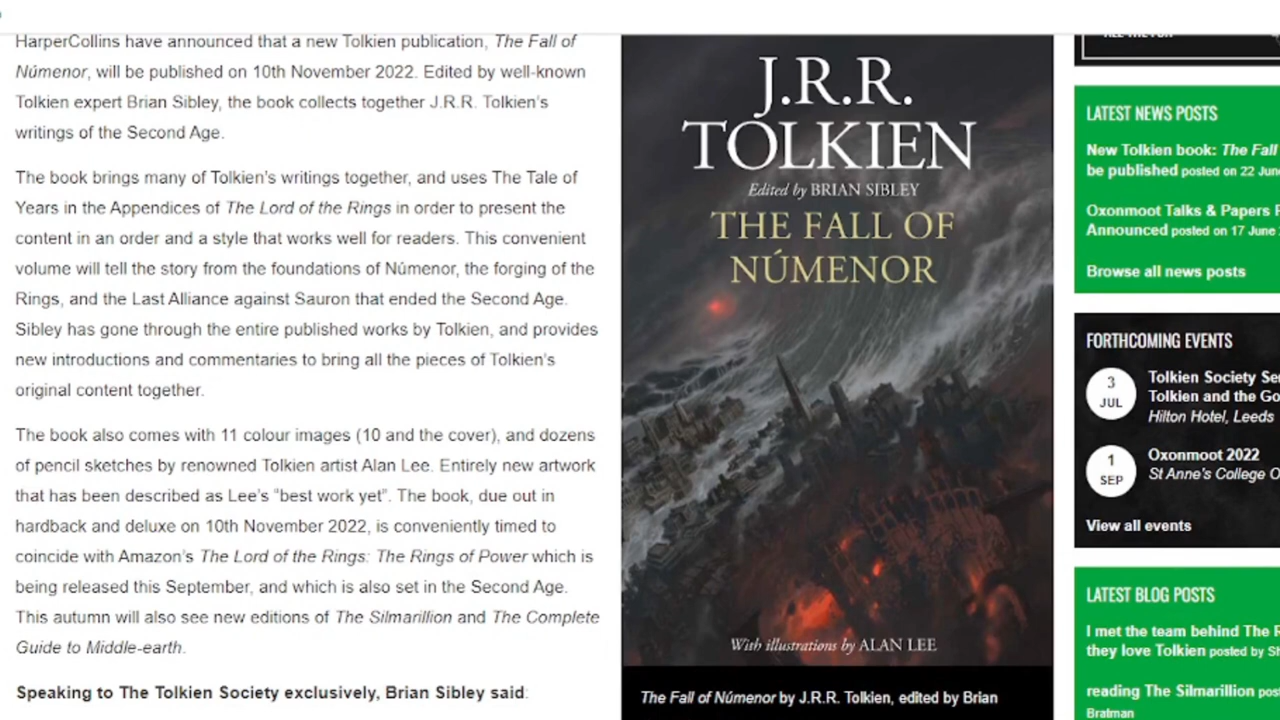 HarperCollins have announced that a new Tolkien publication, The Fall of
Númenor, will be published on 10th November 2022. Edited by well-known
Tolkien expert Brian Sibley, the book collects together J.R.R. Tolkien's
writings of the Second Age.
The book brings many of Tolkien's writings together, and uses The Tale of
Years in the Appendices of The Lord of the Rings in order to present the
content in an order and a style that works well for readers. This convenient
volume will tell the story from the foundations of Númenor, the forging of the
Rings, and the Last Alliance against Sauron that ended the Second Age.
Sibley has gone through the entire published works by Tolkien, and provides
new introductions and commentaries to bring all the pieces of Tolkien's
original content together.
The book also comes with 11 colour images (10 and the cover), and dozens
of pencil sketches by renowned Tolkien artist Alan Lee. Entirely new artwork
that has been described as Lee's "best work yet". The book, due out in
hardback and deluxe on 10th November 2022, is conveniently timed to
coincide with Amazon's The Lord of the Rings: The Rings of Power which is
being released this September, and which is also set in the Second Age.
This autumn will also see new editions of The Silmarillion and The Complete
Guide to Middle-earth.
Speaking to The Tolkien Society exclusively, Brian Sibley said:
J.R.R.
TOLKIEN
Edited by BRIAN SIBLEY
THE FALL OF
NÚMENOR
With illustrations by ALAN LEE
The Fall of Númenor by J.R.R. Tolkien, edited by Brian
LATEST NEWS POSTS
New Tolkien book: The Fall
be published posted on 22 June
Oxonmoot Talks & Papers
Announced posted on 17 June
Browse all news posts
FORTHCOMING EVENTS
3
JUL
Tolkien Society
Tolkien and the
Hilton Hotel, Leeds
1
SEP
Oxonmoot 2022
St Anne's College
View all events
LATEST BLOG POSTS
I met the team behind The
they love Tolkien posted by
reading The Silmarillion
Bratman